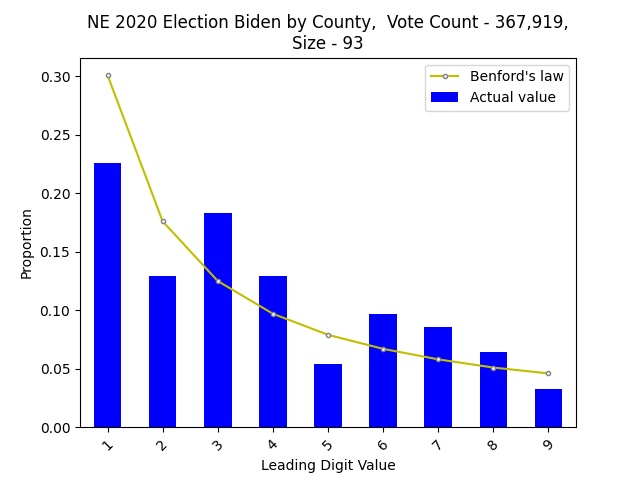 NE 2020 Election Biden by County,  Vote Count - 367,919,
Size - 93
Benford's law
Actual value
Proportion
0.30
0.25
0.20
0.15
0.10
0.05
0.00
1 2 3 4 5 6 7 8 9
Leading Digit Value